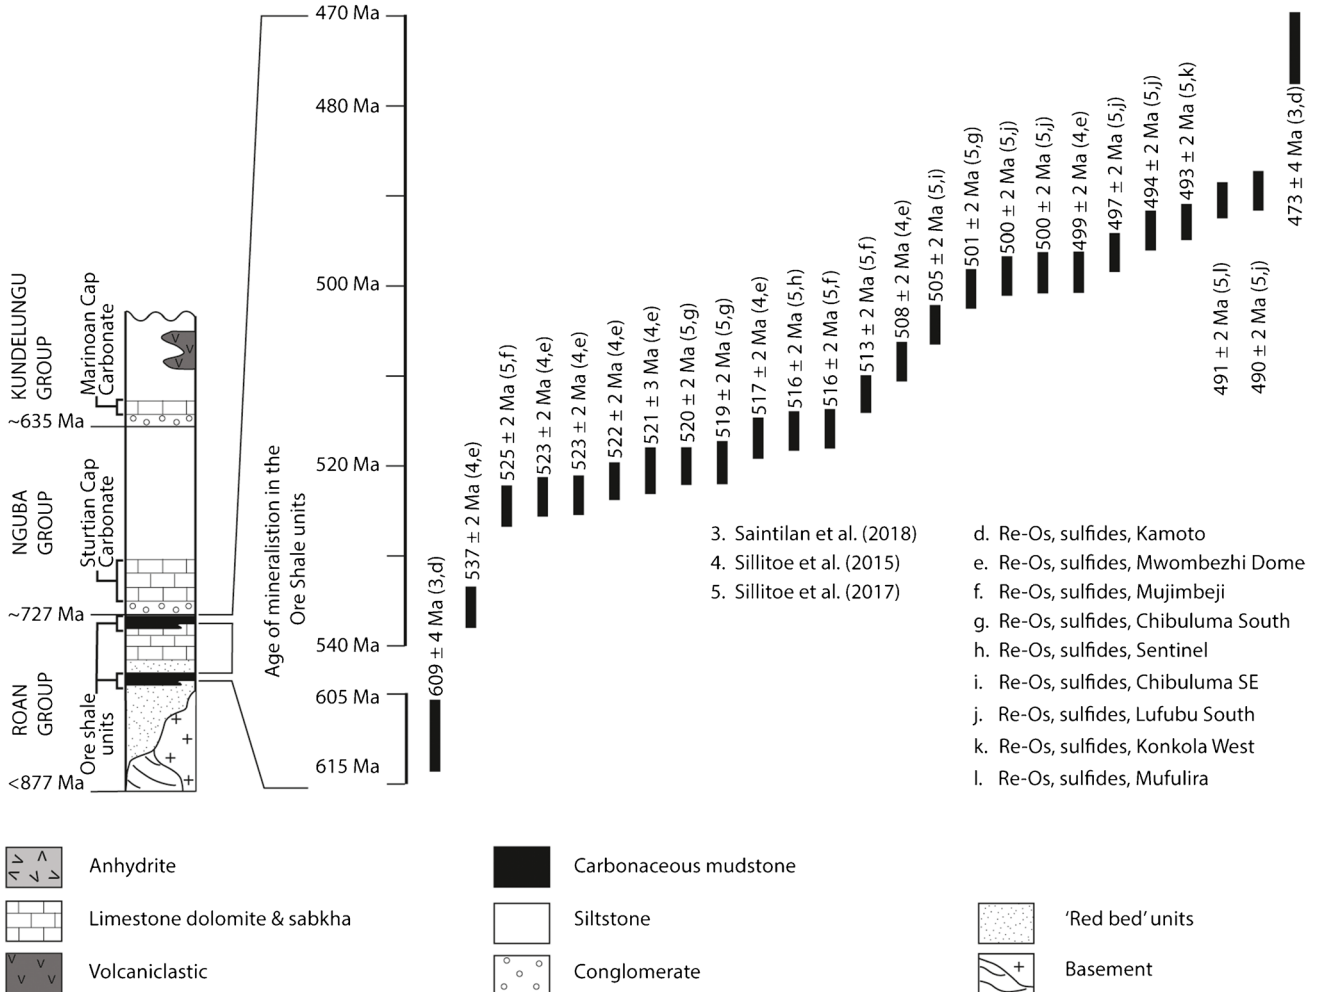 470 Ma
480 Ma
500 Ma
520 Ma
540 Ma
605 Ma
615 Ma
KUNDELUNGU
GROUP
Marinoan Cap
Carbonate
~635 Ma
NGUBA
GROUP
Sturtian Cap
Carbonate
~727 Ma
ROAN
GROUP
Ore shale
units
<877 Ma
Age of mineralistion in the
Ore Shale units
609 ± 4 Ma (3,d)
537 ± 2 Ma (4,e)
525 ± 2 Ma (5,f)
523 ± 2 Ma (4,e)
523 ± 2 Ma (4,e)
522 ± 2 Ma (4,e)
521 ± 3 Ma (4,e)
520 ± 2 Ma (5,g)
519 ± 2 Ma (5,g)
517 ± 2 Ma (4,e)
516 ± 2 Ma (5,h)
516 ± 2 Ma (5,f)
513 ± 2 Ma (5,f)
508 ± 2 Ma (4,e)
505 ± 2 Ma (5,i)
501 ± 2 Ma (5,g)
500 ± 2 Ma (5,j)
500 ± 2 Ma (5,j)
499 ± 2 Ma (4,e)
497 ± 2 Ma (5,j)
494 ± 2 Ma (5,j)
493 ± 2 Ma (5,k)
491 ± 2 Ma (5,l)
490 ± 2 Ma (5,j)
473 ± 4 Ma (3,d)
3. Saintilan et al. (2018)
4. Sillitoe et al. (2015)
5. Sillitoe et al. (2017)
d. Re-Os, sulfides, Kamoto
e. Re-Os, sulfides, Mwombezhi Dome
f. Re-Os, sulfides, Mujimbeji
g. Re-Os, sulfides, Chibuluma South
h. Re-Os, sulfides, Sentinel
i. Re-Os, sulfides, Chibuluma SE
j. Re-Os, sulfides, Lufubu South
k. Re-Os, sulfides, Konkola West
l. Re-Os, sulfides, Mufulira
Anhydrite
Limestone dolomite & sabkha
Volcaniclastic
Carbonaceous mudstone
Siltstone
Conglomerate
'Red bed' units
Basement